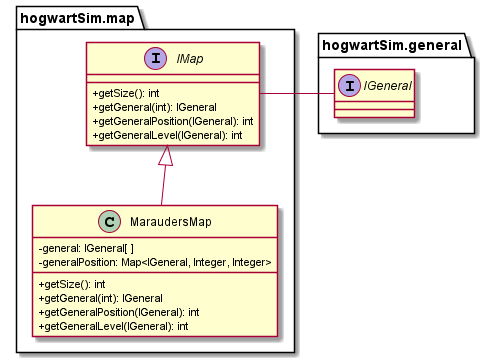 hogwartSim.map
I IMap
+getSize(): int
+getGeneral(int): IGeneral
+getGeneralPosition(IGeneral): int
+getGeneralLevel(IGeneral): int
hogwartSim.general
I IGeneral
C MaraudersMap
-general: IGeneral[ ]
-generalPosition: Map<IGeneral, Integer, Integer>
+getSize(): int
+getGeneral(int): IGeneral
+getGeneralPosition(IGeneral): int
+getGeneralLevel(IGeneral): int